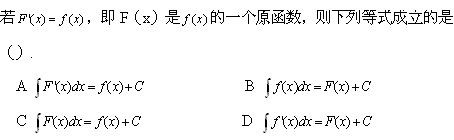 若F'(x) = f(x)，即 F（x）是f(x)的一个原函数，则下列等式成立的是
（）.
A ∫F'(x)dx = f(x)+C B ∫f(x)dx = F(x)+C
C ∫F(x)dx = f(x)+C D ∫f'(x)dx = F(x)+C